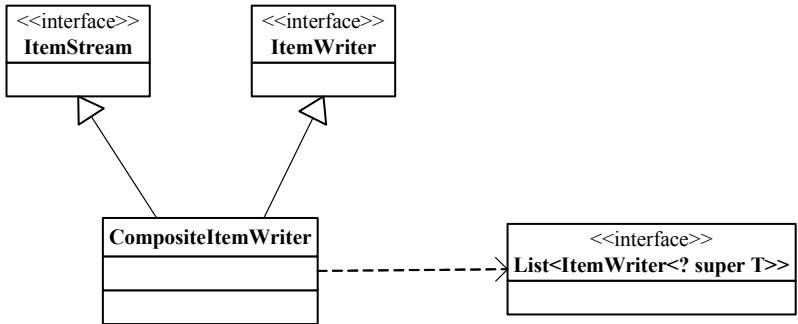 <<interface>>
ItemStream
<<interface>>
ItemWriter
CompositeItemWriter
<<interface>>
List<ItemWriter<? super T>>